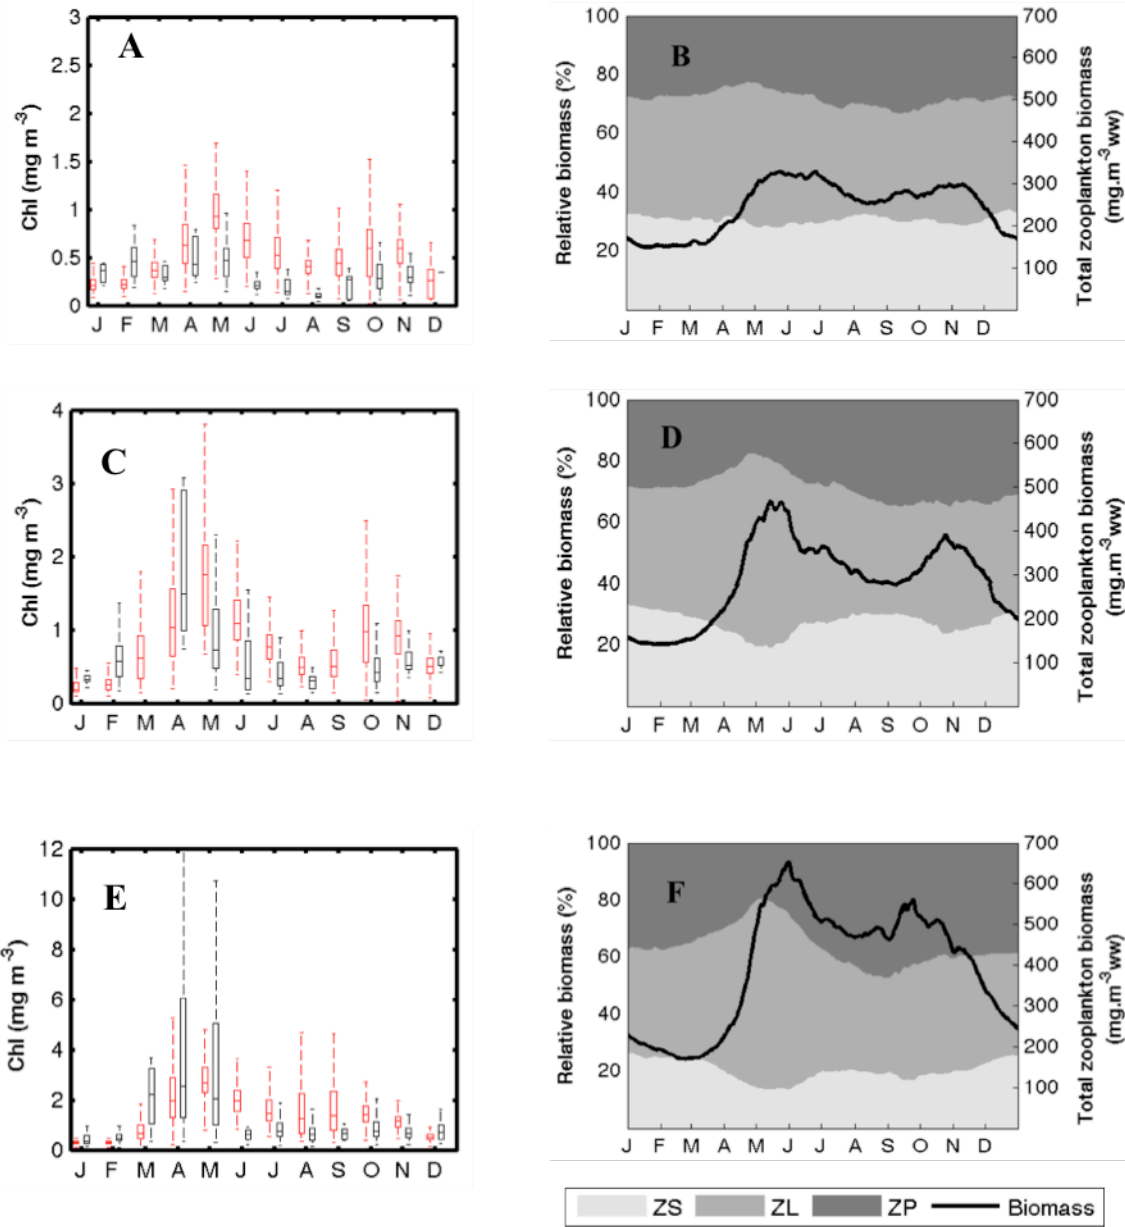 A
Chl (mg m-3)
3
2.5
2
1.5
1
0.5
0
J F M A M J J A S O N D
B
Relative biomass (%)
100
80
60
40
20
J F M A M J J A S O N D
700
600
500
400
300
200
100
Total zooplankton biomass
(mg.m-3ww)
C
Chl (mg m-3)
4
3
2
1
0
J F M A M J J A S O N D
D
Relative biomass (%)
100
80
60
40
20
J F M A M J J A S O N D
700
600
500
400
300
200
100
Total zooplankton biomass
(mg.m-3ww)
E
Chl (mg m-3)
12
10
8
6
4
2
0
J F M A M J J A S O N D
F
Relative biomass (%)
100
80
60
40
20
J F M A M J J A S O N D
700
600
500
400
300
200
100
Total zooplankton biomass
(mg.m-3ww)
ZS ZL ZP Biomass